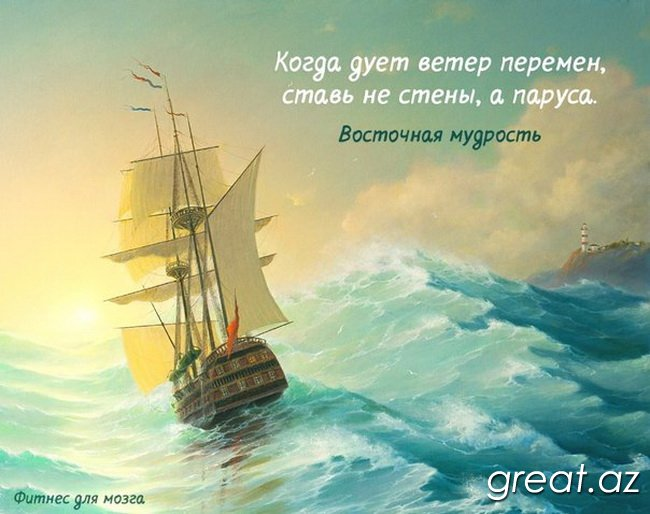 Когда дует ветер перемен,
ставь не стены, а паруса.
Восточная мудрость
Фитнес для мозга
great.az